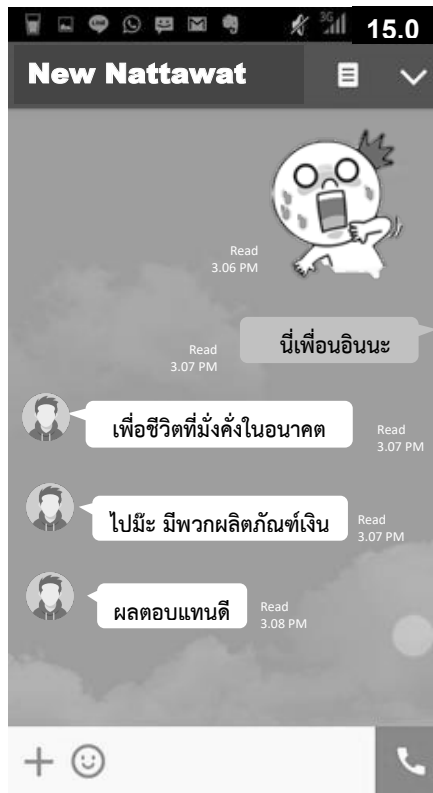 3G
15.0
New Nattawat
Read
3.06 PM
นี่เพื่อนอินนะ
Read
3.07 PM
เพื่อชีวิตที่มั่งคั่งในอนาคต
Read
3.07 PM
ไปม๊ะ มีพวกผลิตภัณฑ์เงิน
Read
3.07 PM
ผลตอบแทนดี
Read
3.08 PM